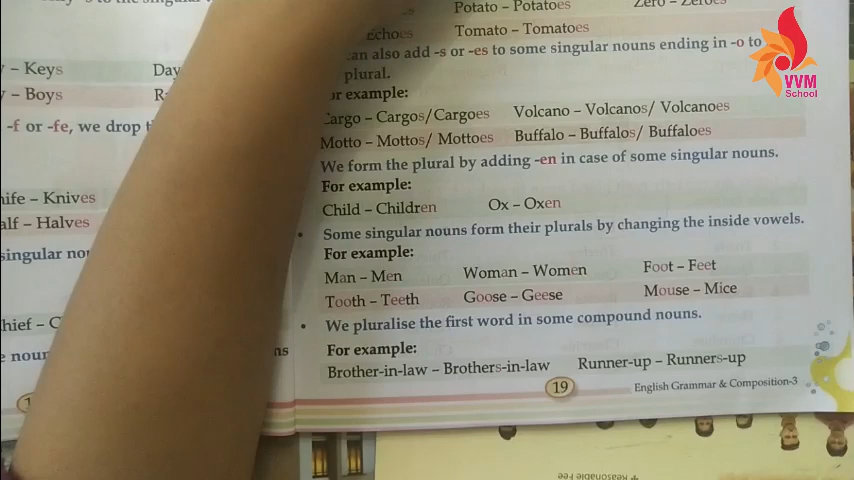 Potato – Potatoes
Zero – Zeroes
Echoes
Tomato – Tomatoes
can also add -s or -es to some singular nouns ending in -o to
plural.
or example:
Cargo – Cargos/Cargoes
Volcano – Volcanos/ Volcanoes
Motto – Mottos/ Mottoes
Buffalo – Buffalos/ Buffaloes
We form the plural by adding -en in case of some singular nouns.
For example:
Child – Children
Ox – Oxen
• Some singular nouns form their plurals by changing the inside vowels.
For example:
Man – Men
Woman – Women
Foot – Feet
Tooth – Teeth
Goose – Geese
Mouse – Mice
• We pluralise the first word in some compound nouns.
For example:
Brother-in-law – Brothers-in-law
Runner-up – Runners-up
19
English Grammar & Composition-3
– Keys
Day
– Boys
-f or -fe, we drop
nife – Knives
alf – Halves
singular
hief –
ns
VVM
School
Reasonable Fee